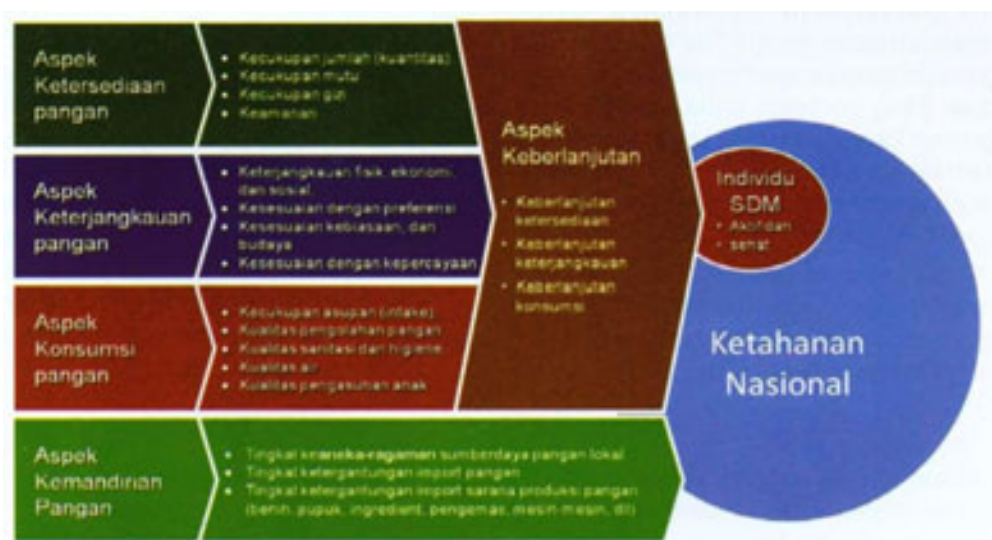 Aspek
Ketersediaan
pangan
• Kecukupan jumlah (kuantitas)
• Kecukupan mutu
• Kecukupan gizi
• Keamanan
Aspek
Keterjangkauan
pangan
• Keterjangkauan fisik, ekonomi,
dan sosial.
• Kesesuaian dengan preferensi
• Kesesuaian kebiasaan, dan
budaya
• Kesesuaian dengan kepercayaan
Aspek
Konsumsi
pangan
• Kecukupan asupan (intake),
• Kualitas pengolahan pangan
• Kualitas sanitasi dan higiene
• Kualitas air
• Kualitas pengasuhan anak
Aspek
Keberlanjutan
• Keberlanjutan
ketersediaan
• Keberlanjutan
keterjangkauan
• Keberlanjutan
konsumsi
Individu
SDM
• Aktif dan
• sehat
Ketahanan
Nasional
Aspek
Kemandirian
Pangan
• Tingkat keaneka-ragaman sumberdaya pangan lokal
• Tingkat ketergantungan import pangan
• Tingkat ketergantungan import sarana produksi pangan
(benih, pupuk, ingredient, pengemas, mesin-mesin, dll)